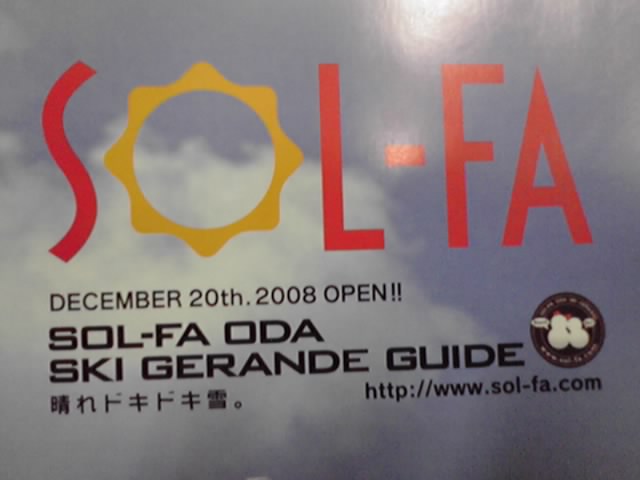 SOL-FA
DECEMBER 20th. 2008 OPEN!!
SOL-FA ODA
SKI GERANDE GUIDE
http://www.sol-fa.com
晴れドキドキ雪。